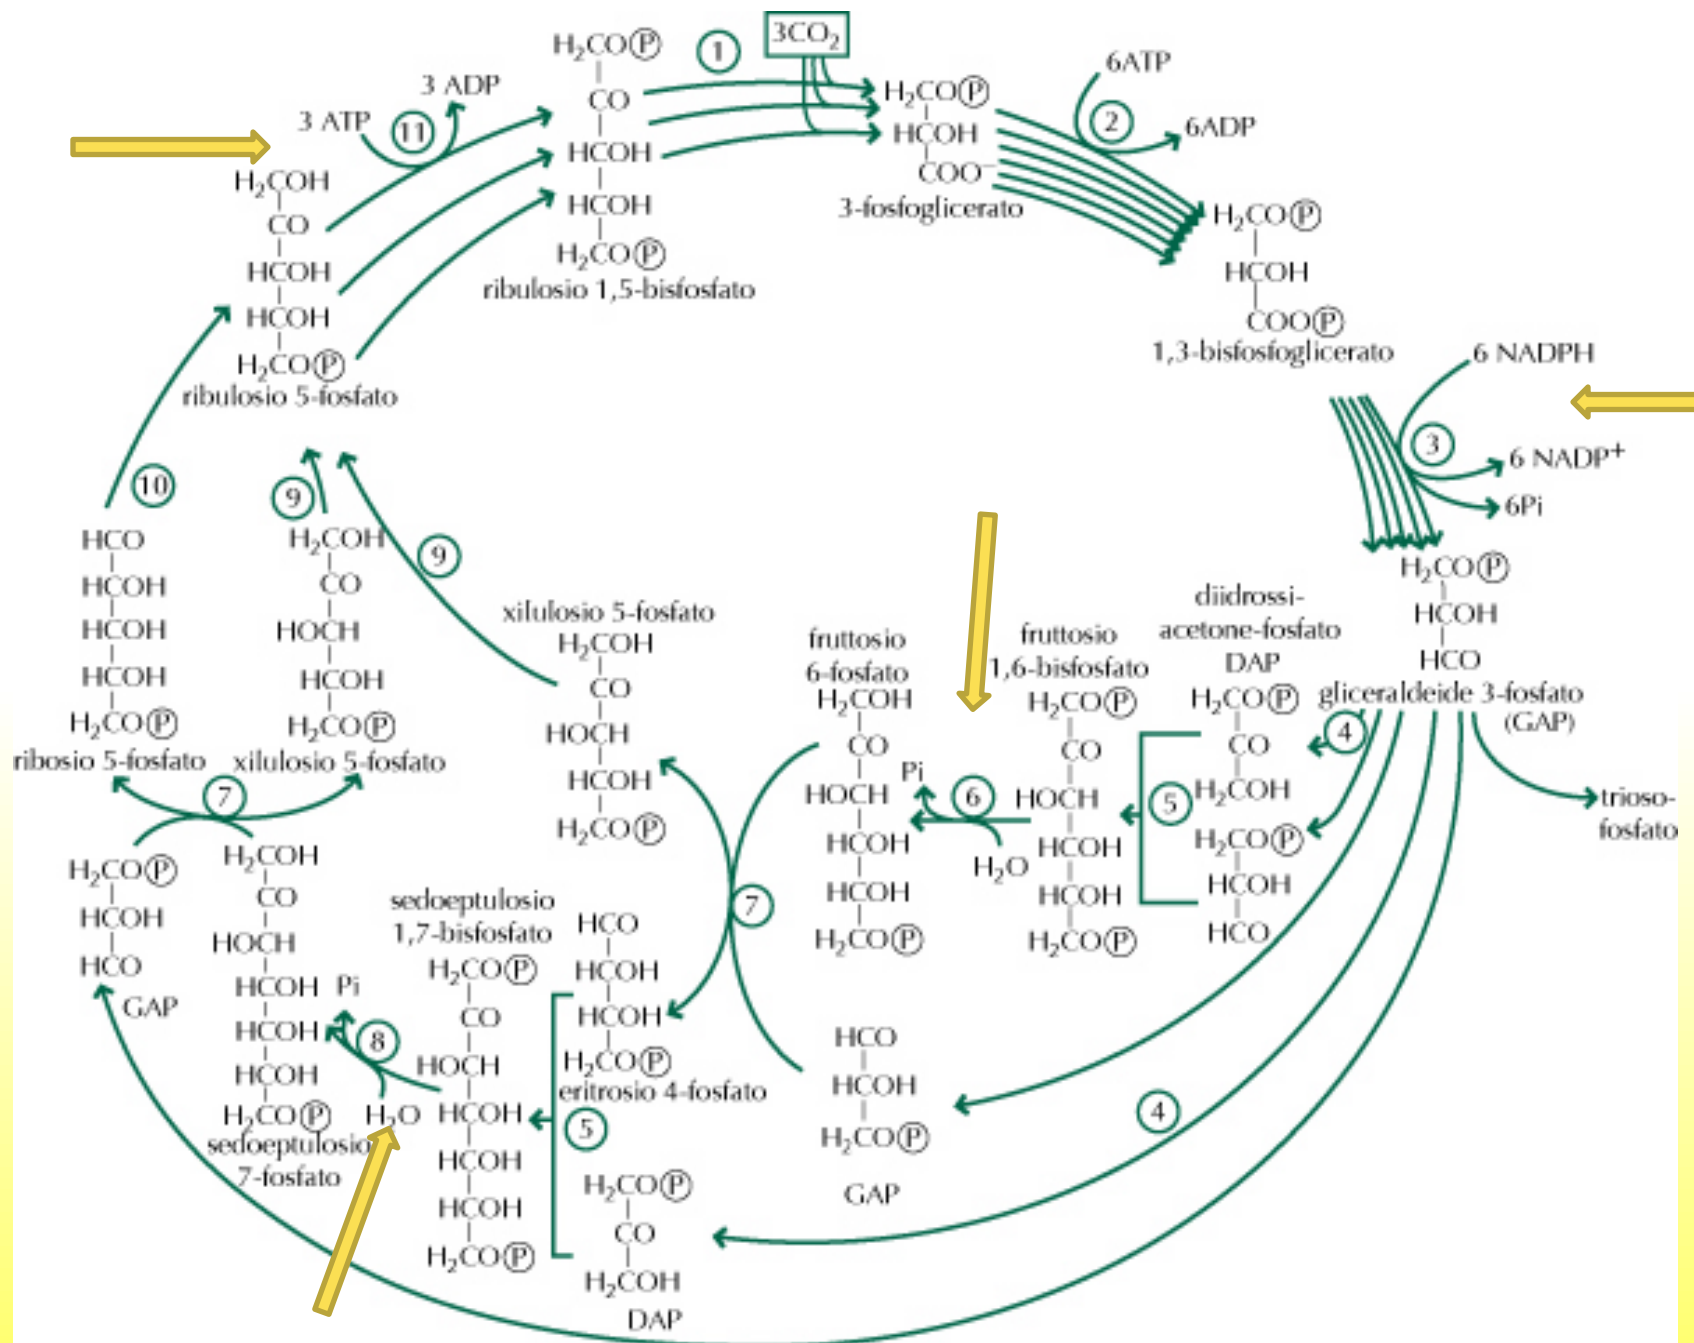 H₂COⓅ
CO
HCOH
HCOH
H₂COⓅ
ribulosio 1,5-bisfosfato
1
3CO₂
H₂COⓅ
HCOH
COO⁻
3-fosfoglicerato
6ATP
2
6ADP
H₂COⓅ
HCOH
COOⓅ
1,3-bisfosfoglicerato
6 NADPH
3
6 NADP⁺
6Pi
H₂COⓅ
HCOH
HCO
gliceraldeide 3-fosfato
(GAP)
trioso-
fosfato
4
diidrossi-
acetone-fosfato
DAP
H₂COⓅ
CO
H₂COH
H₂COⓅ
HCOH
HCO
5
fruttosio
1,6-bisfosfato
H₂COⓅ
CO
HOCH
HCOH
HCOH
H₂COⓅ
6
Pi
H₂O
fruttosio
6-fosfato
H₂COH
CO
HOCH
HCOH
HCOH
H₂COⓅ
HCO
HCOH
H₂COⓅ
GAP
4
7
xilulosio 5-fosfato
H₂COH
CO
HOCH
HCOH
H₂COⓅ
9
HCO
HCOH
HCOH
H₂COⓅ
eritrosio 4-fosfato
5
H₂COⓅ
CO
H₂COH
DAP
sedoeptulosio
1,7-bisfosfato
H₂COⓅ
CO
HOCH
HCOH
HCOH
HCOH
H₂COⓅ
8
Pi
H₂O
H₂COH
CO
HOCH
HCOH
HCOH
HCOH
H₂COⓅ
sedoeptulosio
7-fosfato
H₂COⓅ
HCOH
HCO
GAP
7
HCO
HCOH
HCOH
HCOH
H₂COⓅ
ribosio 5-fosfato
H₂COH
CO
HOCH
HCOH
H₂COⓅ
xilulosio 5-fosfato
10
9
H₂COH
CO
HCOH
HCOH
H₂COⓅ
ribulosio 5-fosfato
3 ATP
11
3 ADP